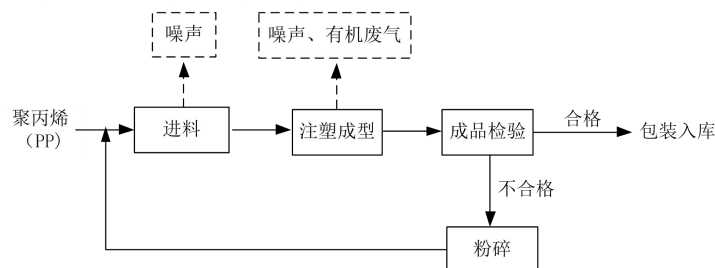 噪声
噪声、有机废气
聚丙烯
（PP）
进料
注塑成型
成品检验
合格
包装入库
不合格
粉碎